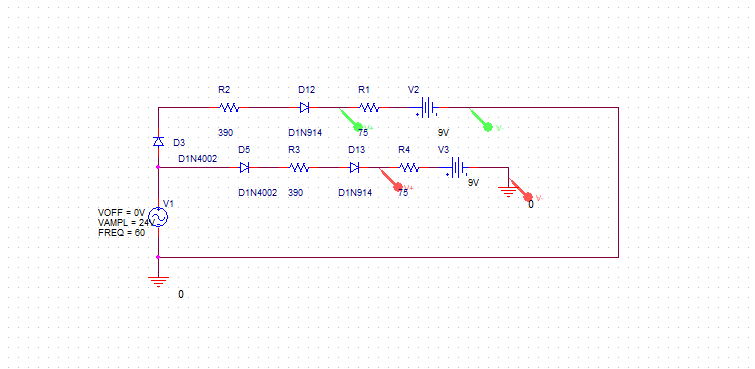 R2 D12 R1 V2
390 D1N914 75 9V
V+ V-
D3
D1N4002
D5 R3 D13 R4 V3
D1N4002 390 D1N914 75 9V
V+ V-
0
V1
VOFF = 0V
VAMPL = 24V
FREQ = 60
0